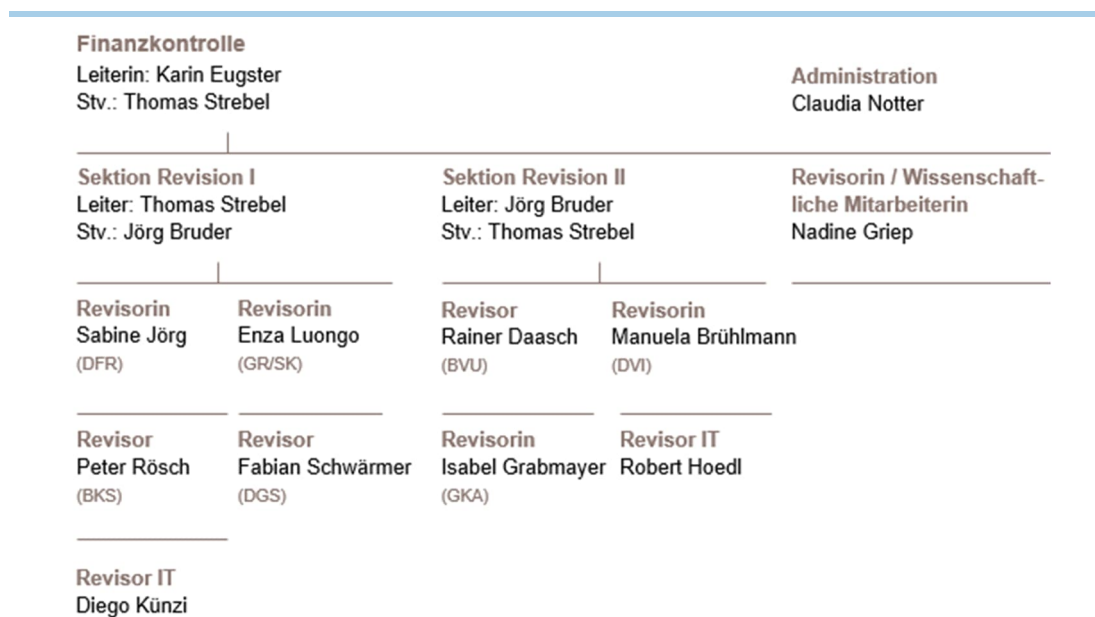 Finanzkontrolle
Leiterin: Karin Eugster
Stv.: Thomas Strebel
Administration
Claudia Notter
Sektion Revision I
Leiter: Thomas Strebel
Stv.: Jörg Bruder
Sektion Revision II
Leiter: Jörg Bruder
Stv.: Thomas Strebel
Revisorin / Wissenschaft-
liche Mitarbeiterin
Nadine Griep
Revisorin
Sabine Jörg
(DFR)
Revisorin
Enza Luongo
(GR/SK)
Revisor
Rainer Daasch
(BVU)
Revisorin
Manuela Brühlmann
(DVI)
Revisor
Peter Rösch
(BKS)
Revisor
Fabian Schwärmer
(DGS)
Revisorin
Isabel Grabmayer
(GKA)
Revisor IT
Robert Hoedl
Revisor IT
Diego Künzi